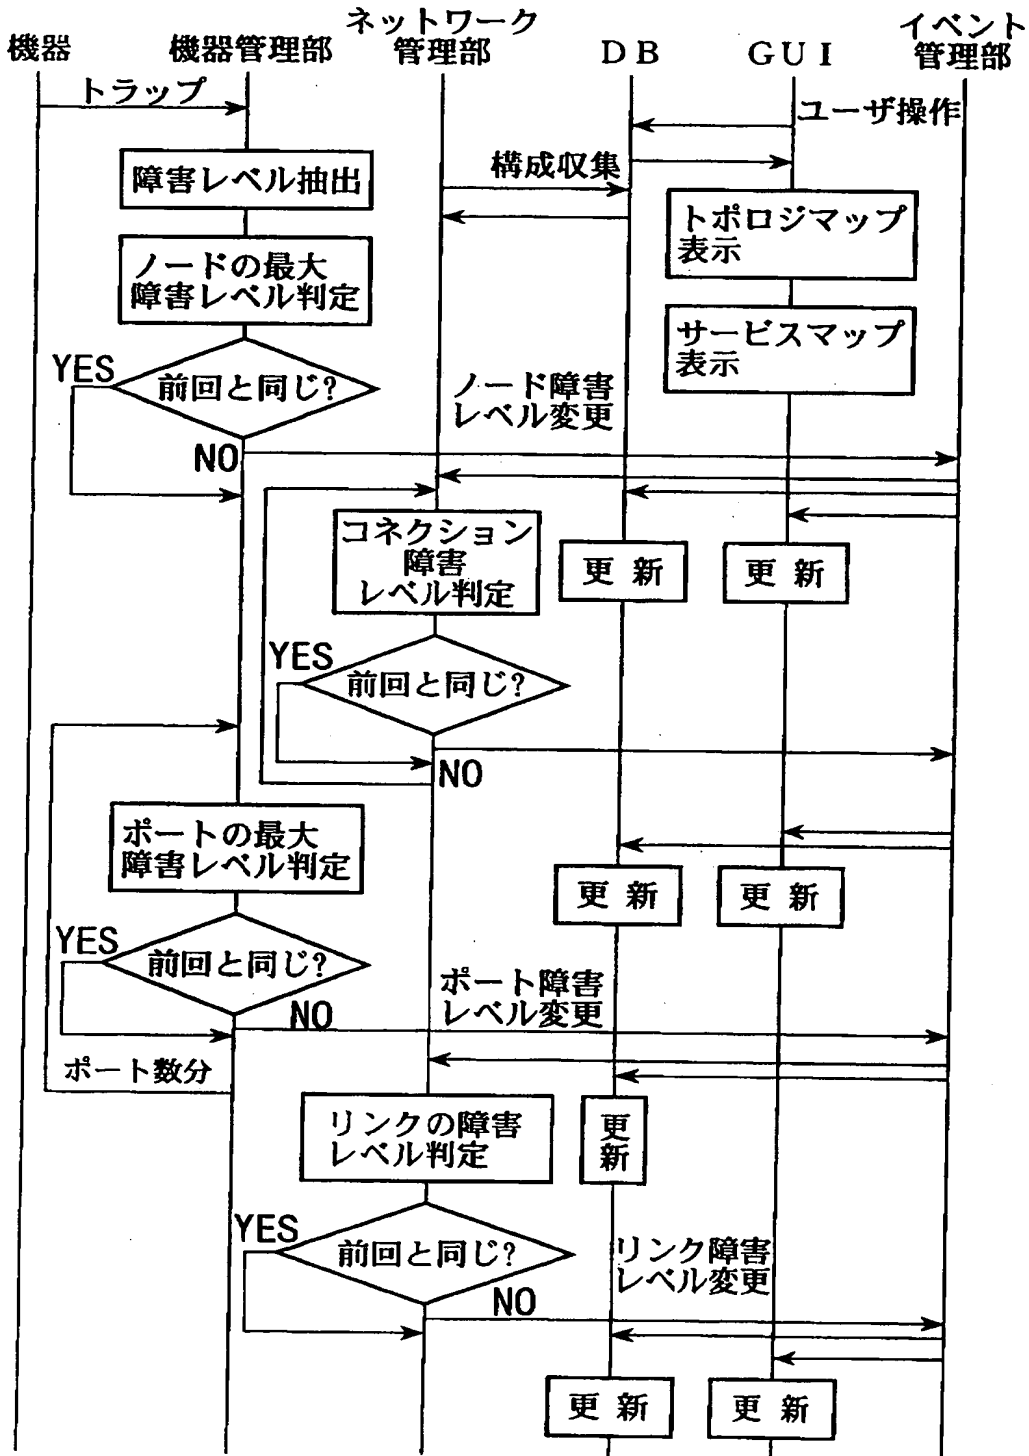 機器
機器管理部
ネットワーク
管理部
DB
GUI
イベント
管理部
トラップ
ユーザ操作
構成収集
障害レベル抽出
トポロジマップ
表示
ノードの最大
障害レベル判定
サービスマップ
表示
YES
前回と同じ?
ノード障害
レベル変更
NO
コネクション
障害
レベル判定
更新
更新
YES
前回と同じ?
NO
ポートの最大
障害レベル判定
更新
更新
YES
前回と同じ?
ポート障害
レベル変更
NO
ポート数分
リンクの障害
レベル判定
更
新
YES
前回と同じ?
リンク障害
レベル変更
NO
更新
更新